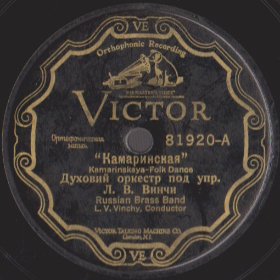 VE
Orthophonic Recording
"HIS MASTER'S VOICE"
VICTOR
Ортофоническая
запись.
81920-A
"Камаринская"
Kamarinskaya-Folk Dance
Духовий оркестр под упр.
Л. В. Винчи
Russian Brass Band
L. V. Vinchy, Conductor
VICTOR TALKING MACHINE CO.
Camden, N.J.
VE